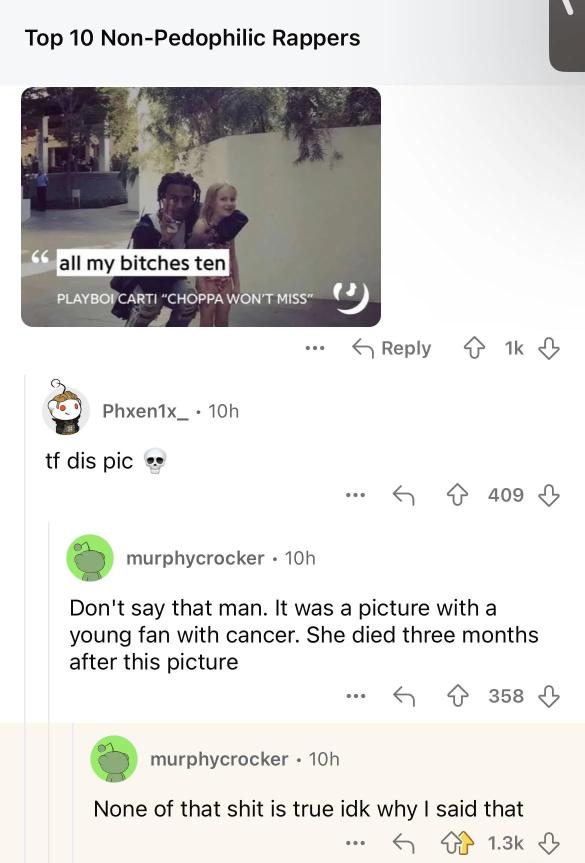 Top 10 Non-Pedophilic Rappers
“ all my bitches ten
PLAYBOI CARTI “CHOPPA WON’T MISS”
... Reply 1k
Phxen1x_ • 10h
tf dis pic 💀
... 409
murphycrocker • 10h
Don't say that man. It was a picture with a
young fan with cancer. She died three months
after this picture
... 358
murphycrocker • 10h
None of that shit is true idk why I said that
... 1.3k